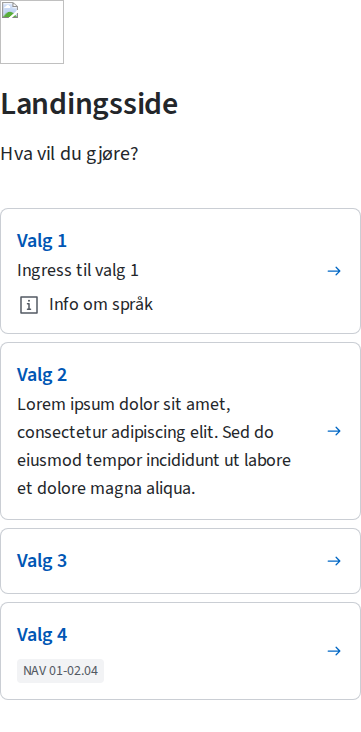 Landingsside
Hva vil du gjøre?
Valg 1
Ingress til valg 1
Info om språk
Valg 2
Lorem ipsum dolor sit amet,
consectetur adipiscing elit. Sed do
eiusmod tempor incididunt ut labore
et dolore magna aliqua.
Valg 3
Valg 4
NAV 01-02.04